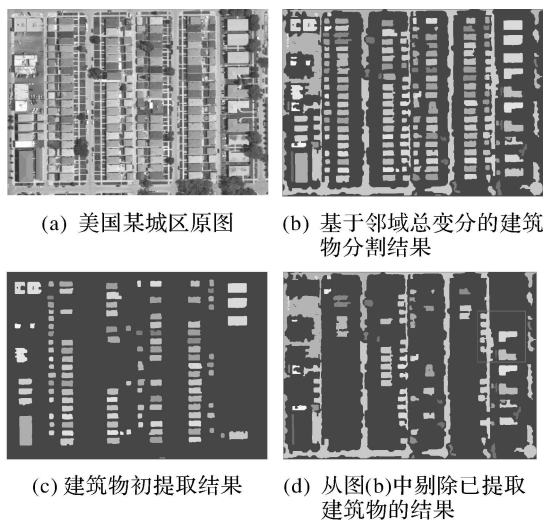 (a) 美国某城区原图
(b) 基于邻域总变分的建筑
物分割结果
(c) 建筑物初提取结果
(d) 从图(b)中剔除已提取
建筑物的结果